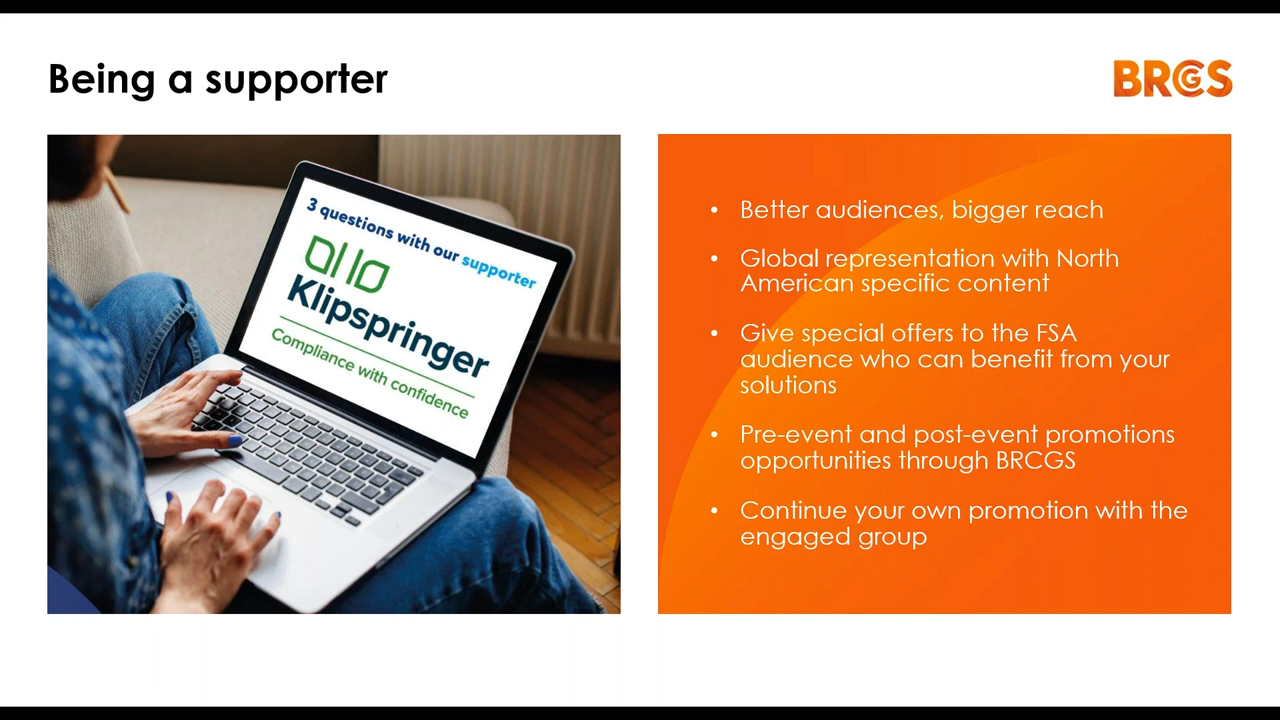 Being a supporter
BRCGS
3 questions with our supporter
Klipspringer
Compliance with confidence
• Better audiences, bigger reach
• Global representation with North
American specific content
• Give special offers to the FSA
audience who can benefit from your
solutions
• Pre-event and post-event promotions
opportunities through BRCGS
• Continue your own promotion with the
engaged group